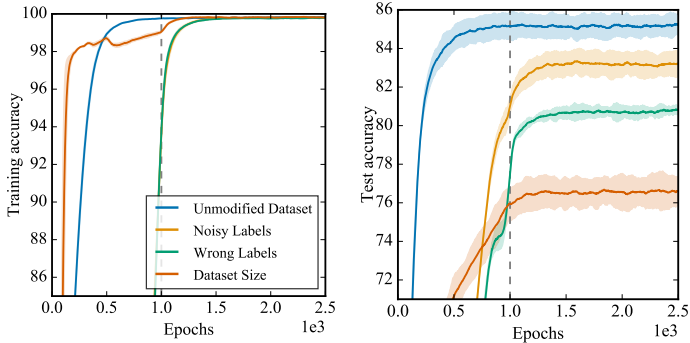 100
98
96
94
92
90
88
86
Training accuracy
0.0 0.5 1.0 1.5 2.0 2.5
Epochs
1e3
Unmodified Dataset
Noisy Labels
Wrong Labels
Dataset Size
86
84
82
80
78
76
74
72
Test accuracy
0.0 0.5 1.0 1.5 2.0 2.5
Epochs
1e3